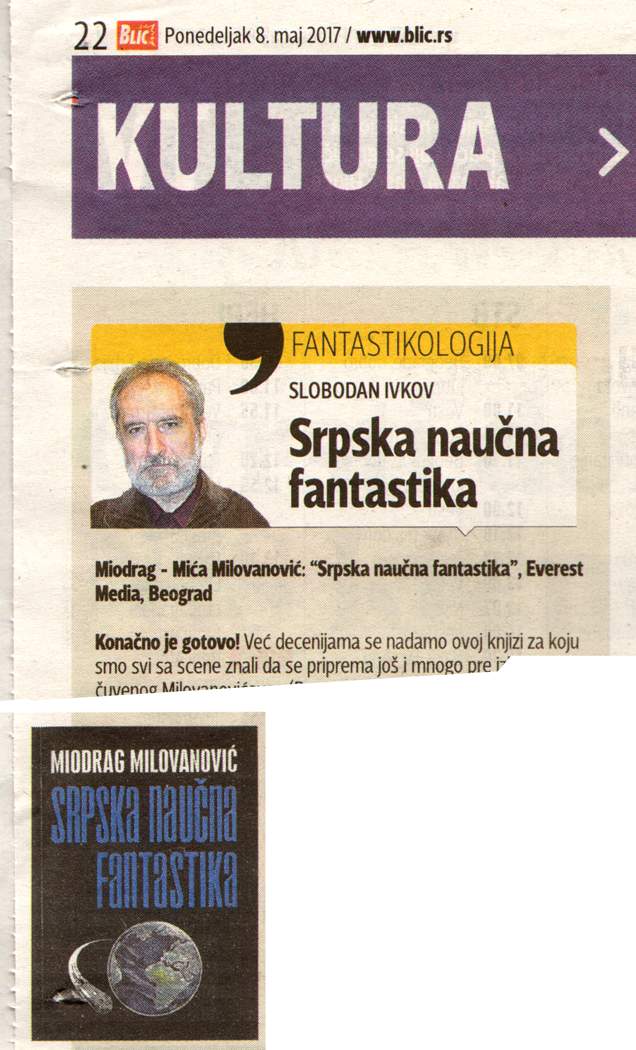 22 Blic Ponedeljak 8. maj 2017 / www.blic.rs
KULTURA
FANTASTIKOLOGIJA
SLOBODAN IVKOV
Srpska naučna
fantastika
Miodrag - Mića Milovanović: “Srpska naučna fantastika”, Everest
Media, Beograd
Konačno je gotovo! Već decenijama se nadamo ovoj knjizi za koju
smo svi sa scene znali da se priprema još i mnogo pre
čuvenog
MIODRAG MILOVANOVIĆ
SRPSKA NAUČNA
FANTASTIKA